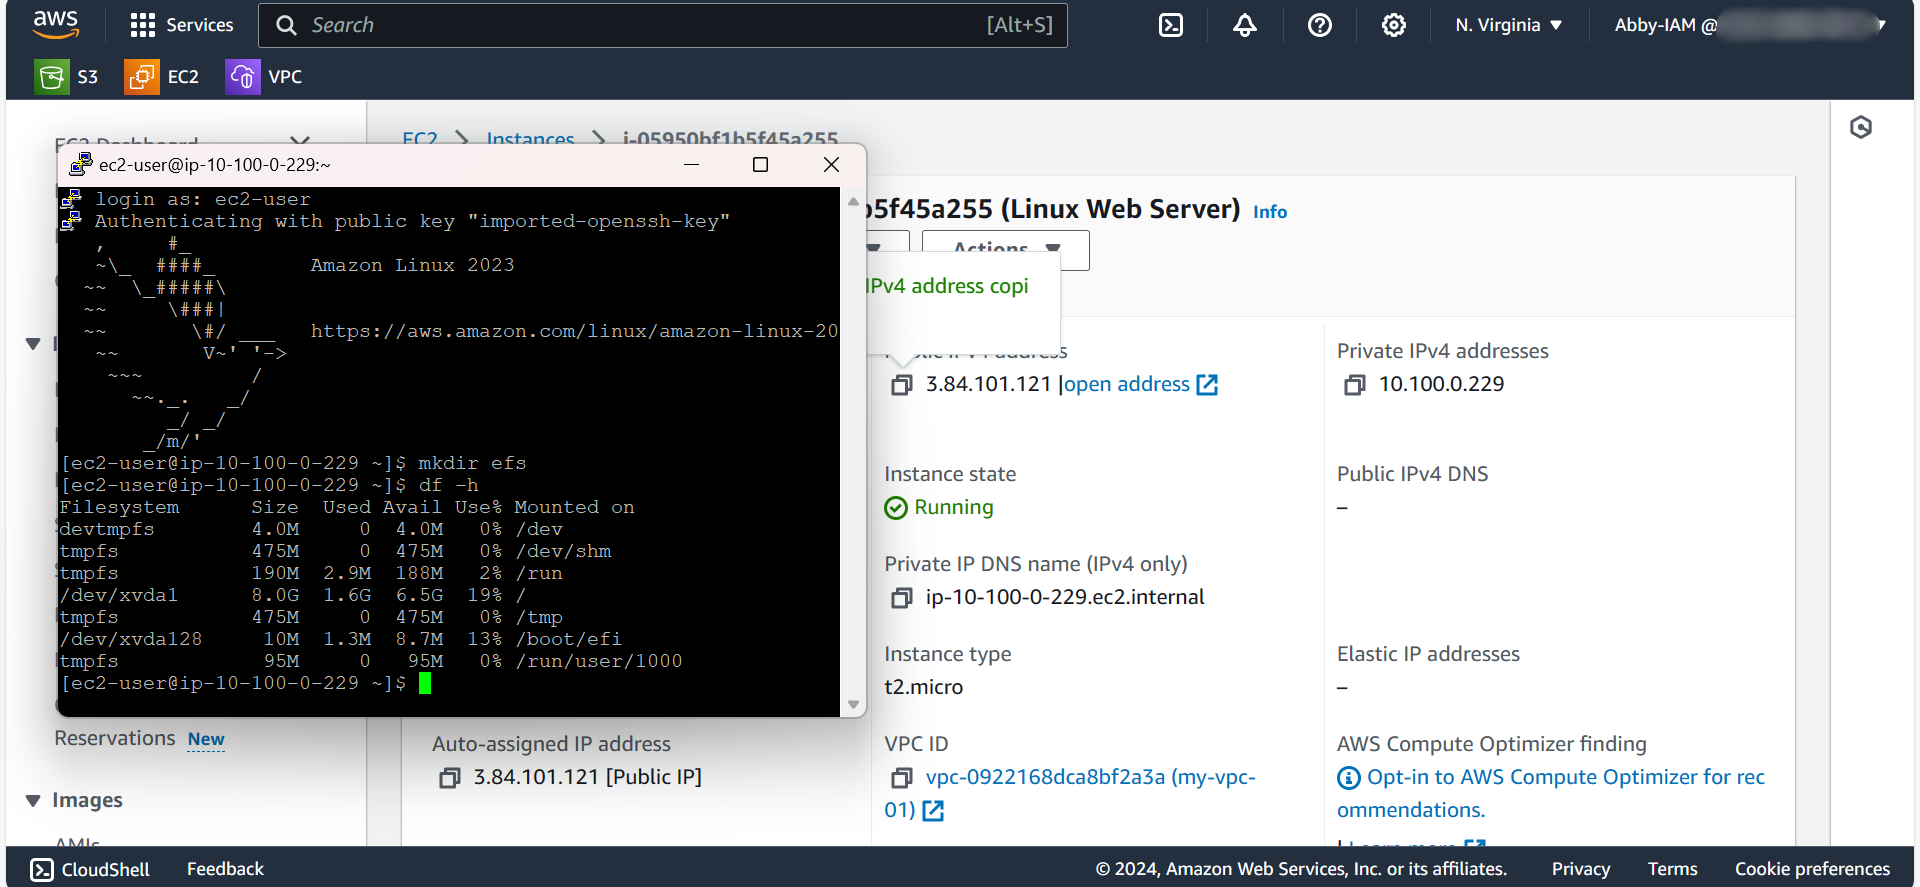 aws
Services
Search
[Alt+S]
N. Virginia
Abby-IAM @
S3
EC2
VPC
EC2 Dashboard
EC2 > Instances > i-05950bf1b5f45a255
ec2-user@ip-10-100-0-229:~
login as: ec2-user
Authenticating with public key "imported-openssh-key"
   ,     #_
   ~\_  ####_        Amazon Linux 2023
  ~~  \_#####\
  ~~     \###|
  ~~       \#/ ___   https://aws.amazon.com/linux/amazon-linux-20
   ~~       V~' '->
    ~~~         /
      ~~._.   _/
         _/ _/
       _/m/'
[ec2-user@ip-10-100-0-229 ~]$ mkdir efs
[ec2-user@ip-10-100-0-229 ~]$ df -h
Filesystem      Size  Used Avail Use% Mounted on
devtmpfs        4.0M     0  4.0M   0% /dev
tmpfs           475M     0  475M   0% /dev/shm
tmpfs           190M  2.9M  188M   2% /run
/dev/xvda1      8.0G  1.6G  6.5G  19% /
tmpfs           475M     0  475M   0% /tmp
/dev/xvda128     10M  1.3M  8.7M  13% /boot/efi
tmpfs            95M     0   95M   0% /run/user/1000
[ec2-user@ip-10-100-0-229 ~]$
b5f45a255 (Linux Web Server) Info
Actions
IPv4 address copi
3.84.101.121 |open address
Private IPv4 addresses
10.100.0.229
Instance state
Running
Public IPv4 DNS
–
Private IP DNS name (IPv4 only)
ip-10-100-0-229.ec2.internal
Instance type
t2.micro
Elastic IP addresses
–
Reservations New
Images
AMIs
Auto-assigned IP address
3.84.101.121 [Public IP]
VPC ID
vpc-0922168dca8bf2a3a (my-vpc-
01)
AWS Compute Optimizer finding
Opt-in to AWS Compute Optimizer for rec
ommendations.
| Learn more
CloudShell
Feedback
© 2024, Amazon Web Services, Inc. or its affiliates.
Privacy
Terms
Cookie preferences